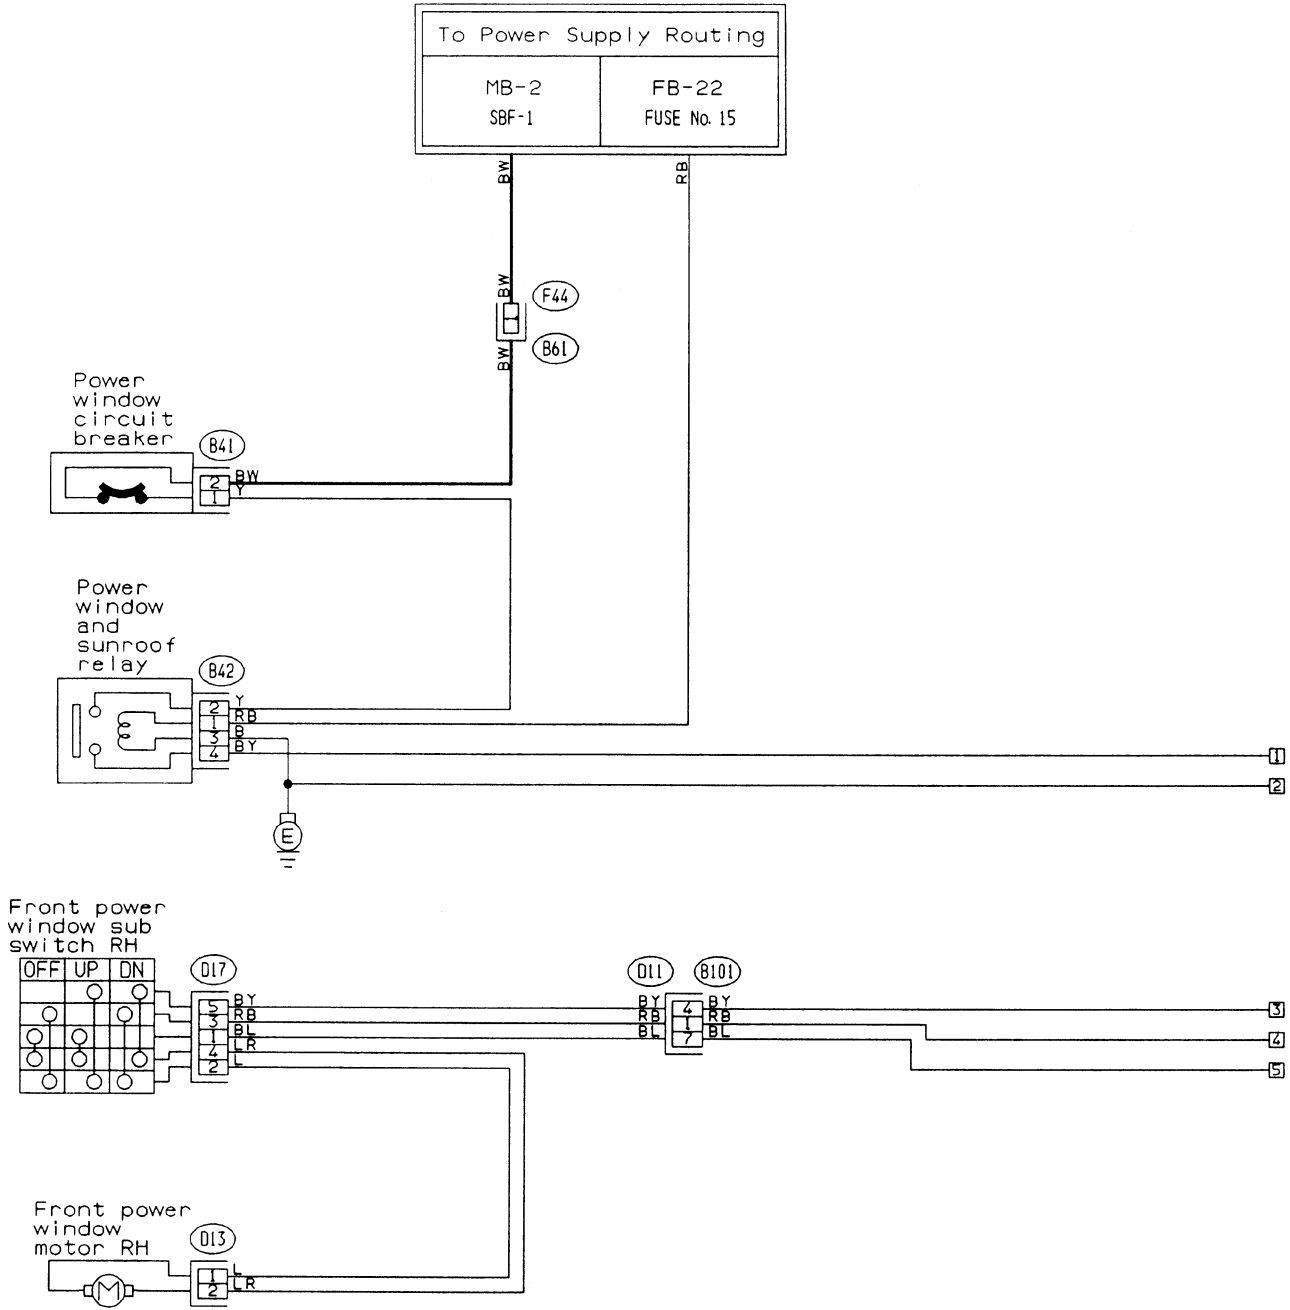 To Power Supply Routing
MB-2
SBF-1
FB-22
FUSE No. 15
BW
RB
BW
F44
B61
BW
Power
window
circuit
breaker
B41
2
BW
1
Y
Power
window
and
sunroof
relay
B42
2
Y
1
RB
3
B
4
BY
1
2
E
Front power
window sub
switch RH
OFF UP DN
D17
5
BY
3
RB
1
BL
4
LR
2
L
D11
B101
BY
4
BY
RB
1
RB
BL
7
BL
3
4
5
Front power
window
motor RH
D13
M
1
L
2
LR